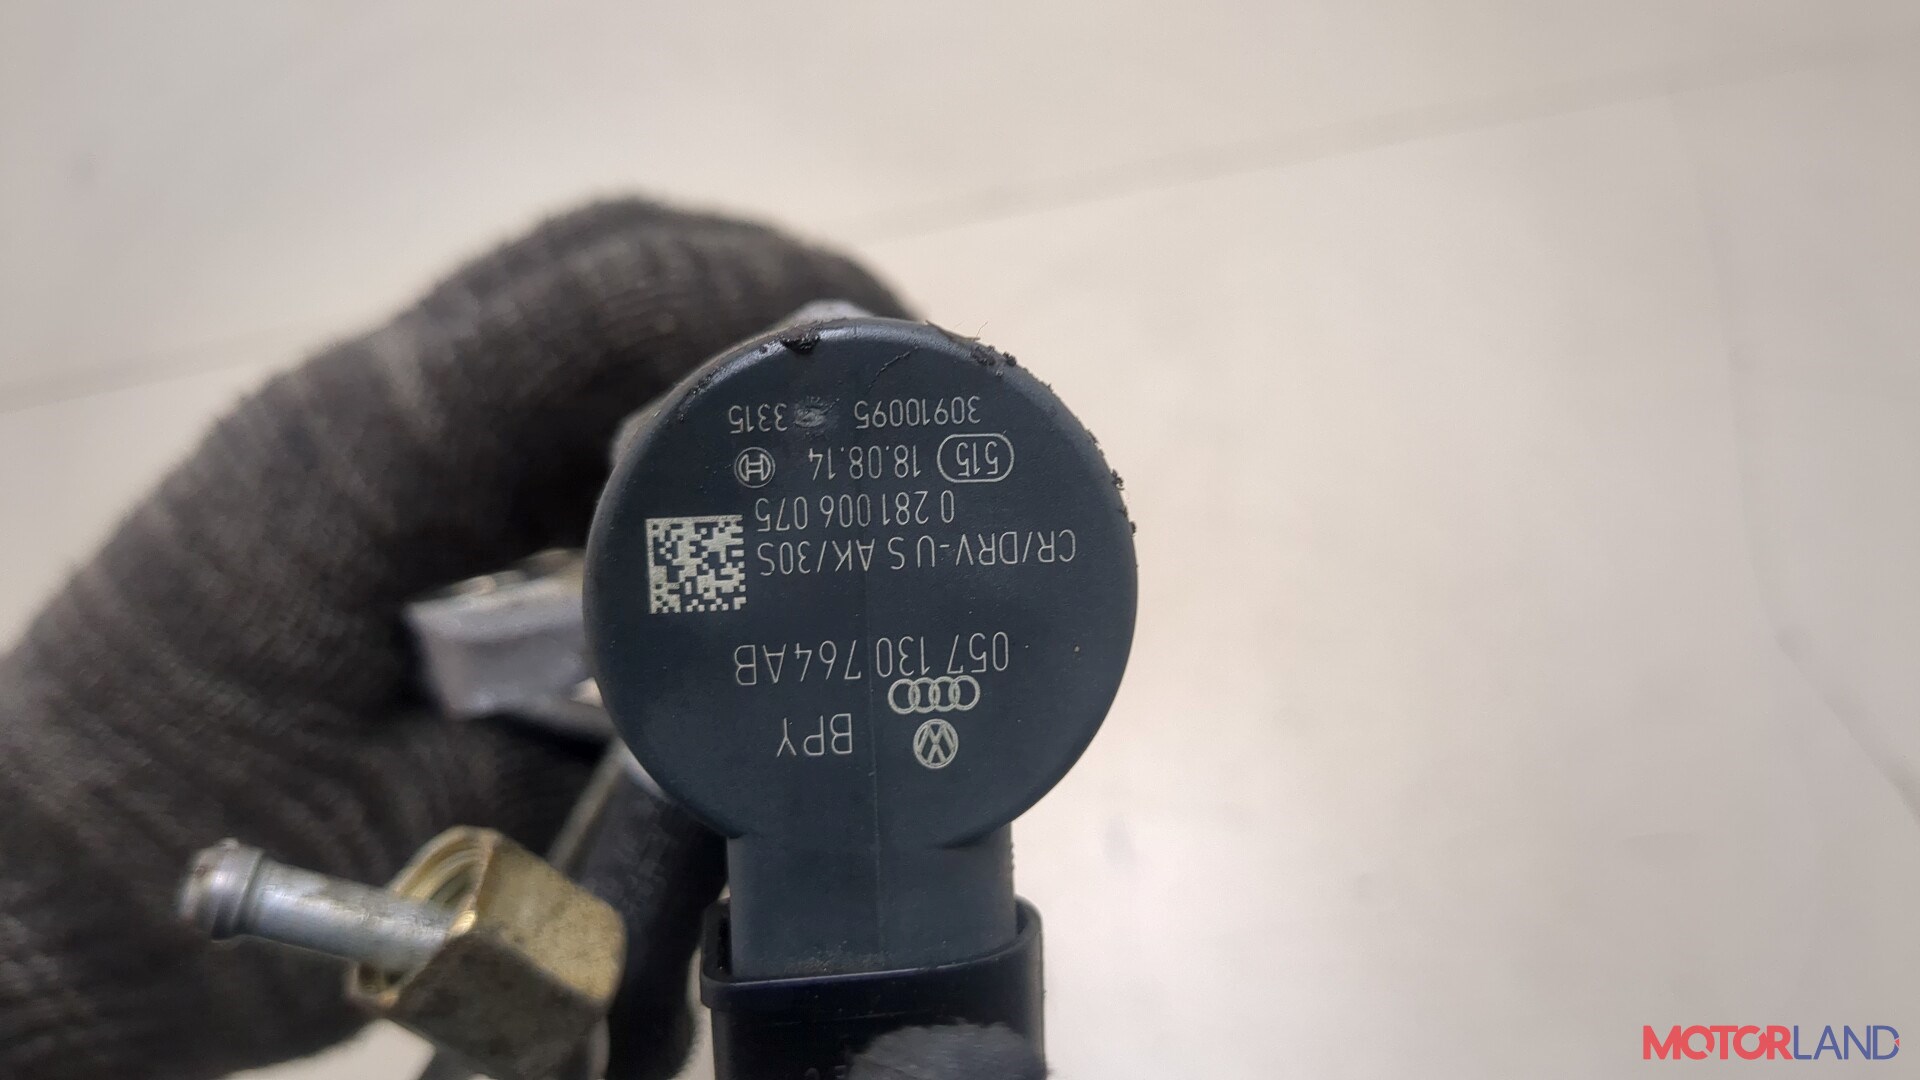 BPY
057 130 764AB
CR/DRV-U S AK/30S
0 281 006 075
515 18.08.14
30910095 3315
MOTORLAND